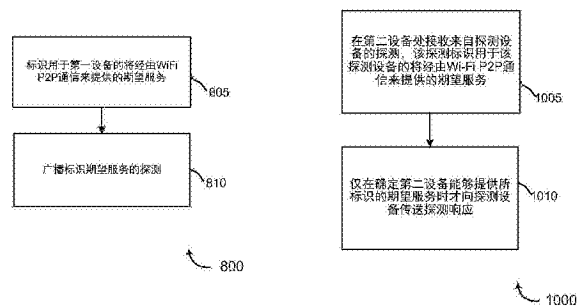 标识用于第一设备的将经由WiFi
P2P通信来提供的期望服务
805
广播标识期望服务的探测
810
800
在第二设备处接收来自探测设
备的探测，该探测标识用于该
探测设备的将经由Wi-Fi P2P通
信来提供的期望服务
1005
仅在确定第二设备能够提供所
标识的期望服务时才向探测设
备传送探测响应
1010
1000